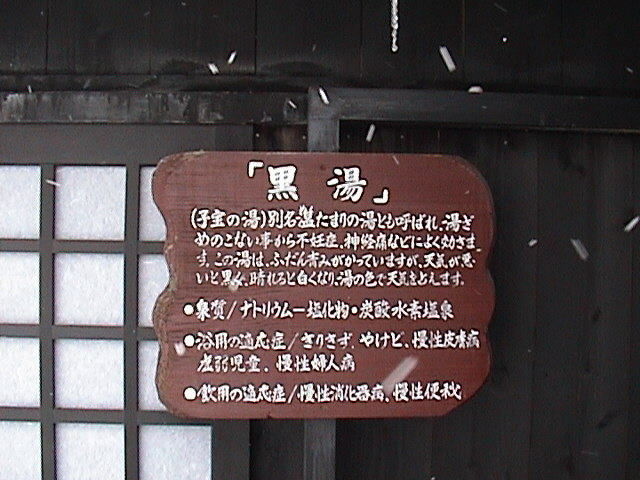 「黒湯」
(子宝の湯)別名盤たまりの湯とも呼ばれ、湯ざ
めのこない事から不妊症、神経痛などによく効きま
す。この湯は、ふだん青みがかっていますが、天気が悪
いと黒く、晴れると白くなり、湯の色で天気を占えます。
●泉質/ナトリウムー塩化物・炭酸水素塩泉
●浴用の適応症/きりきず、やけど、慢性皮膚病
虚弱児童、慢性婦人病
●飲用の適応症/慢性消化器病、慢性便秘